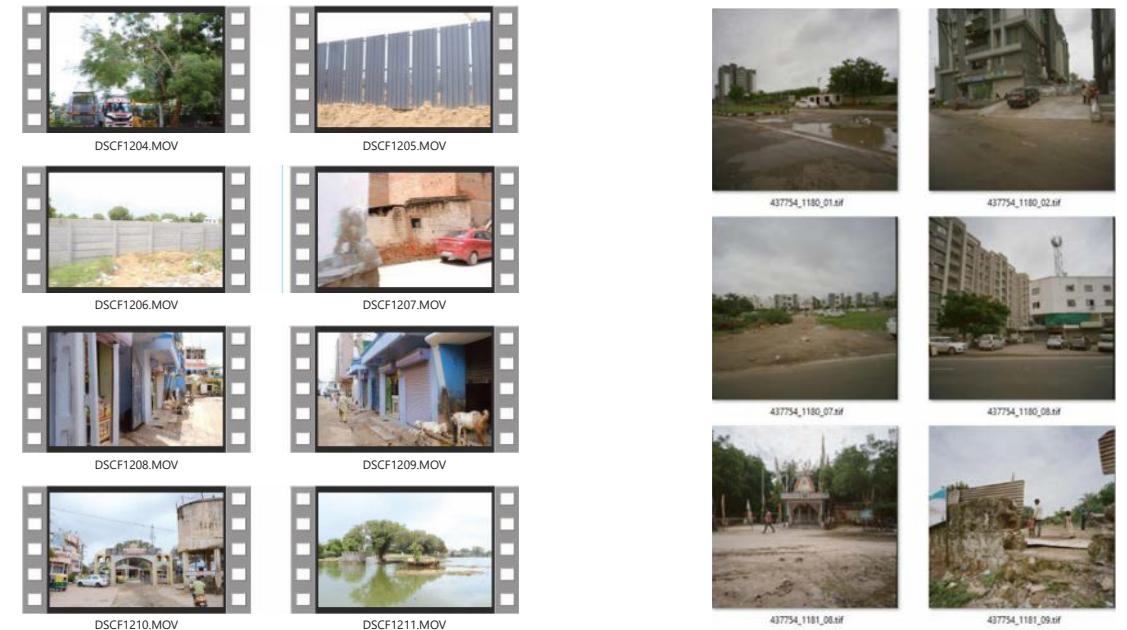 DSCF1204.MOV
DSCF1205.MOV
DSCF1206.MOV
DSCF1207.MOV
DSCF1208.MOV
DSCF1209.MOV
DSCF1210.MOV
DSCF1211.MOV
437754_1180_01.tif
437754_1180_02.tif
437754_1180_07.tif
437754_1180_08.tif
437754_1181_08.tif
437754_1181_09.tif